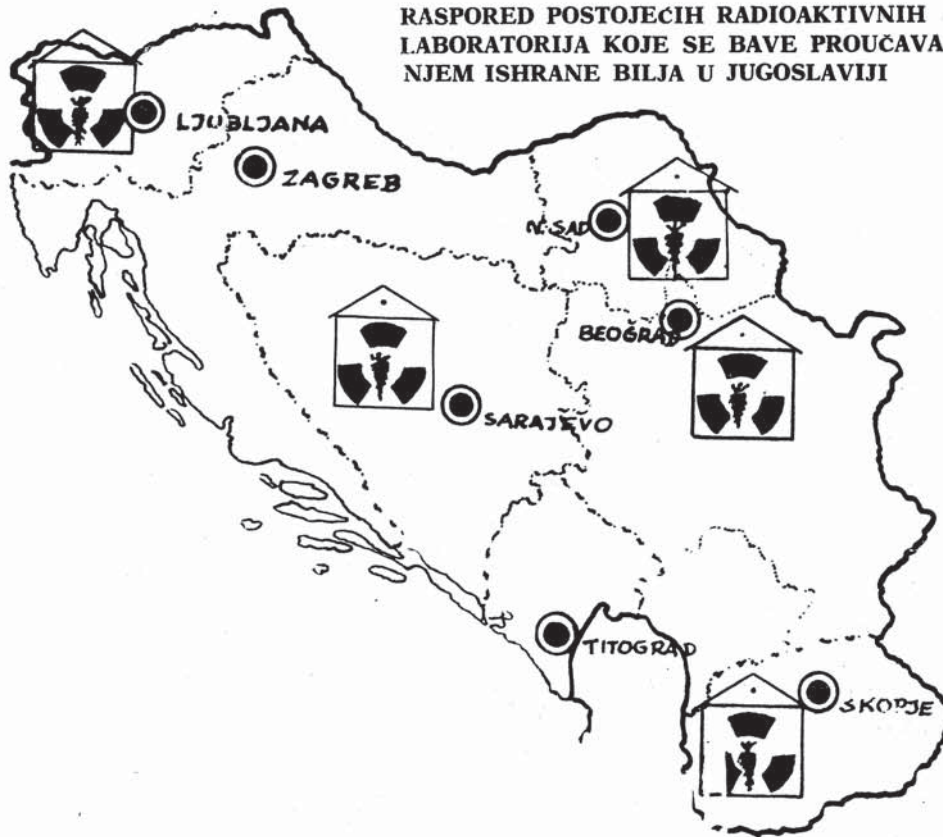 RASPORED POSTOJEĆIH RADIOAKTIVNIH
LABORATORIJA KOJE SE BAVE PROUČAVA
NJEM ISHRANE BILJA U JUGOSLAVIJI
LJUBLJANA
ZAGREB
N. SAD
BEOGRAD
SARAJEVO
TITOGRAD
SKOPJE